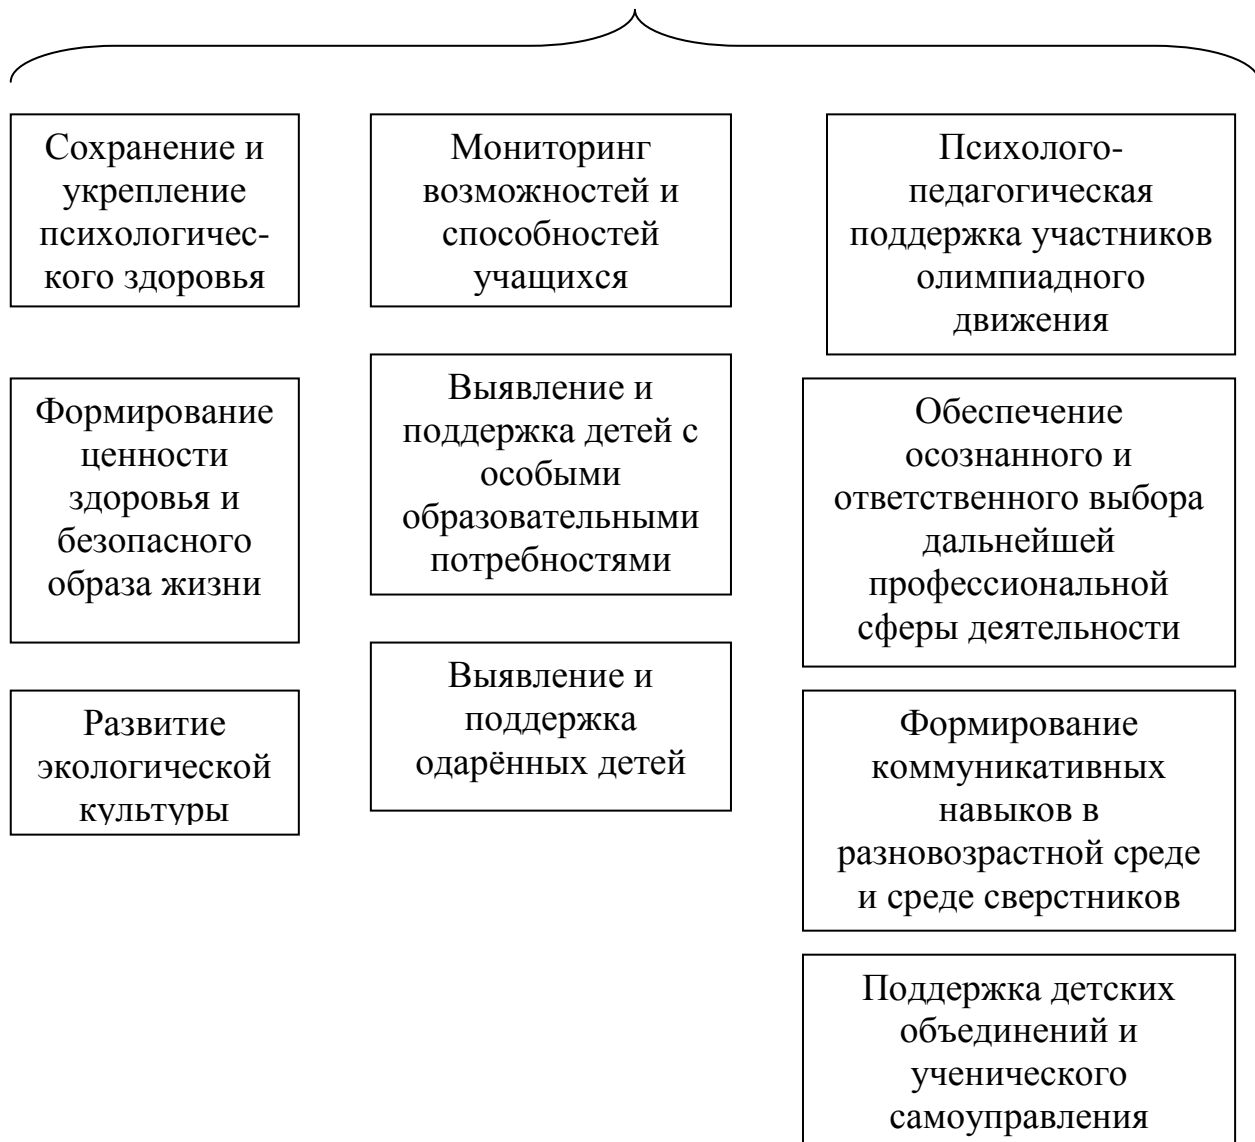 Сохранение и
укрепление
психологичес-
кого здоровья
Формирование
ценности
здоровья и
безопасного
образа жизни
Развитие
экологической
культуры
Мониторинг
возможностей и
способностей
учащихся
Выявление и
поддержка детей с
особыми
образовательными
потребностями
Выявление и
поддержка
одарённых детей
Психолого-
педагогическая
поддержка участников
олимпиадного
движения
Обеспечение
осознанного и
ответственного выбора
дальнейшей
профессиональной
сферы деятельности
Формирование
коммуникативных
навыков в
разновозрастной среде
и среде сверстников
Поддержка детских
объединений и
ученического
самоуправления